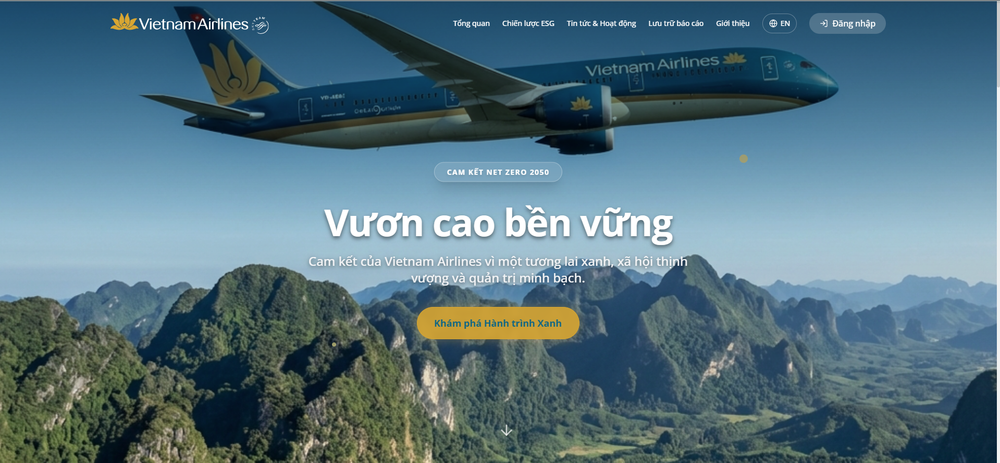 Vietnam Airlines
SKYTEAM
Tổng quan
Chiến lược ESG
Tin tức & Hoạt động
Lưu trữ báo cáo
Giới thiệu
EN
Đăng nhập
Vietnam Airlines
CAM KẾT NET ZERO 2050
Vươn cao bền vững
Cam kết của Vietnam Airlines vì một tương lai xanh, xã hội thịnh
vượng và quản trị minh bạch.
Khám phá Hành trình Xanh